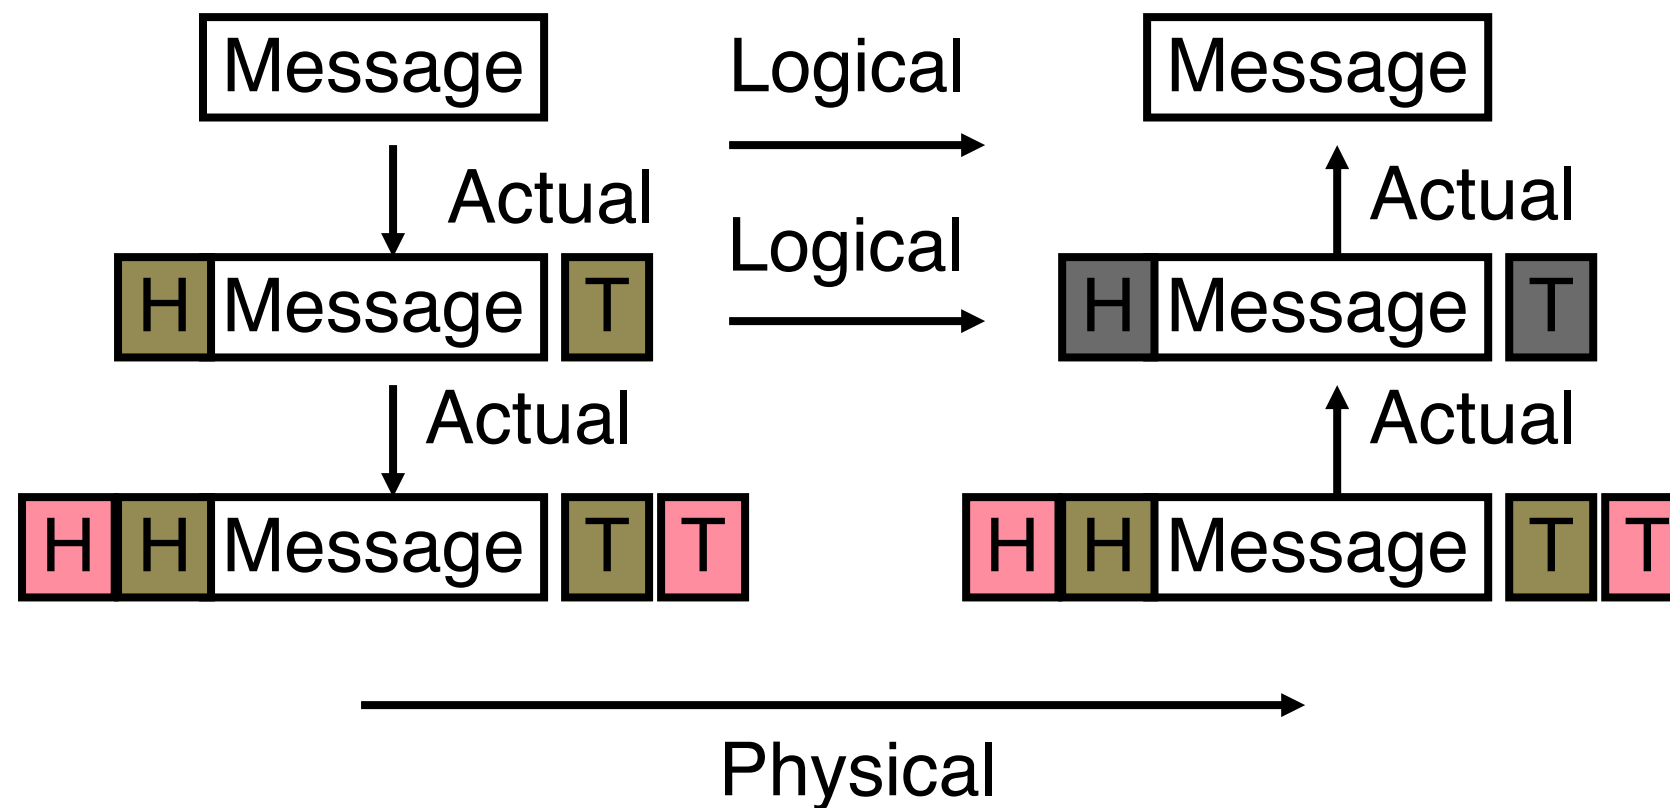 Message Logical Message
Actual Actual
Logical
H Message T H Message T
Actual Actual
H H Message T T H H Message T T
Physical